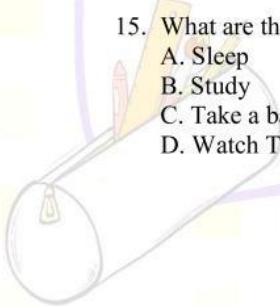 15. What are th
A. Sleep
B. Study
C. Take a b
D. Watch T